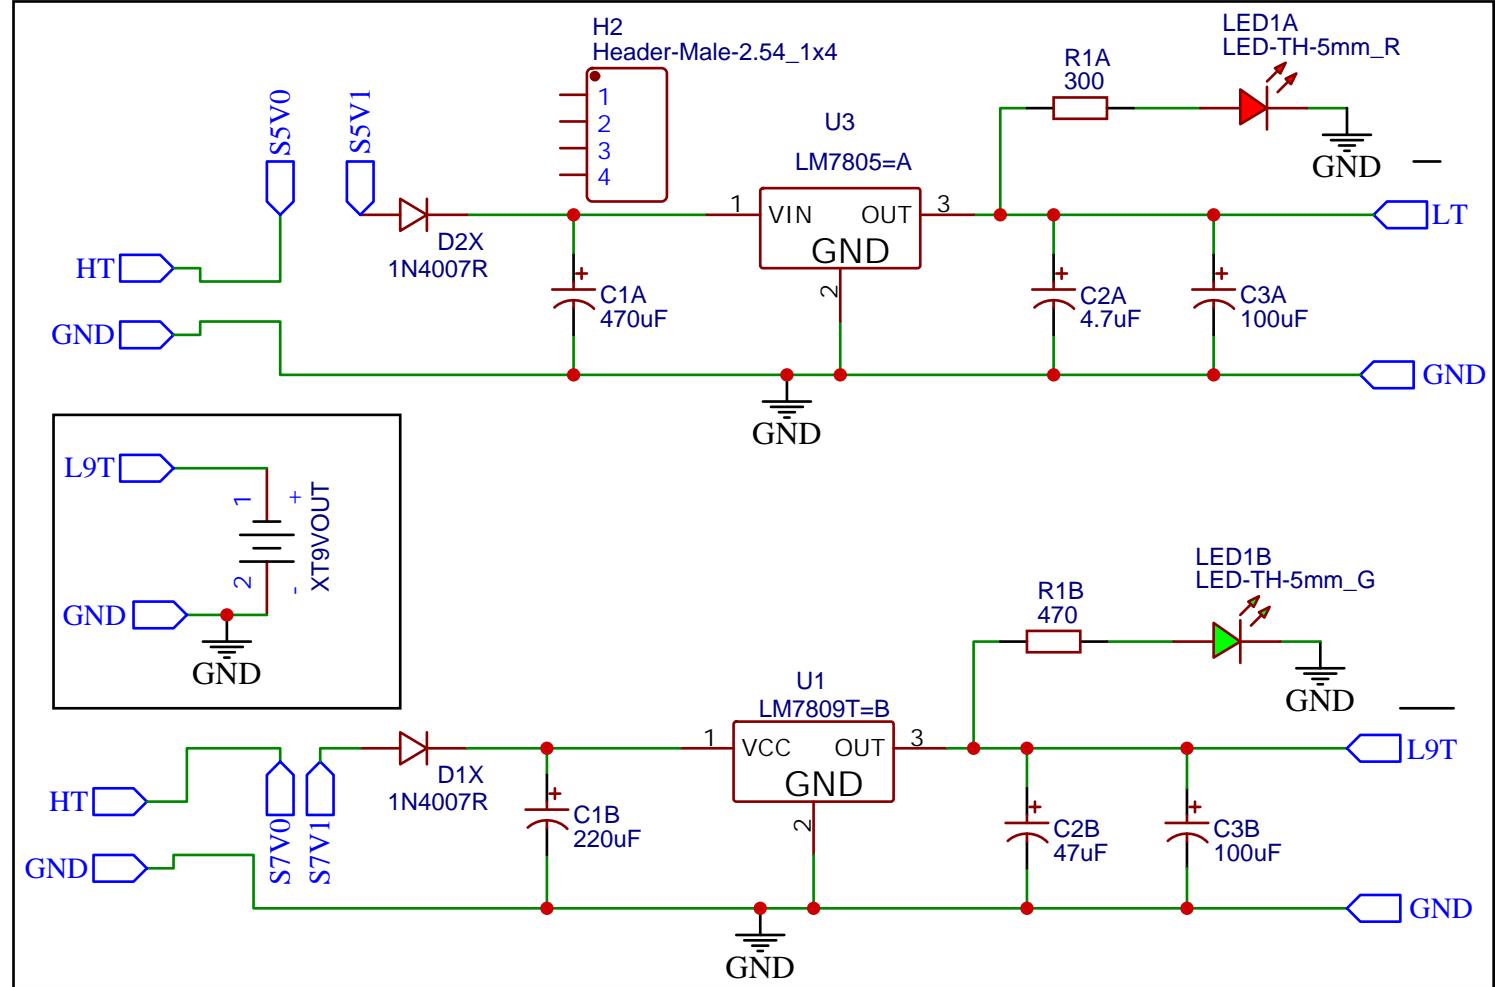 H2
Header-Male-2.54_1x4
1
2
3
4
LED1A
LED-TH-5mm_R
R1A
300
GND
S5V0
S5V1
U3
LM7805=A
1
VIN
OUT
3
GND
2
LT
D2X
1N4007R
HT
GND
+
C1A
470uF
+
C2A
4.7uF
+
C3A
100uF
GND
GND
L9T
1
+
2
-
XT9VOUT
GND
GND
LED1B
LED-TH-5mm_G
R1B
470
GND
U1
LM7809T=B
1
VCC
OUT
3
GND
2
L9T
D1X
1N4007R
HT
GND
S7V0
S7V1
+
C1B
220uF
+
C2B
47uF
+
C3B
100uF
GND
GND